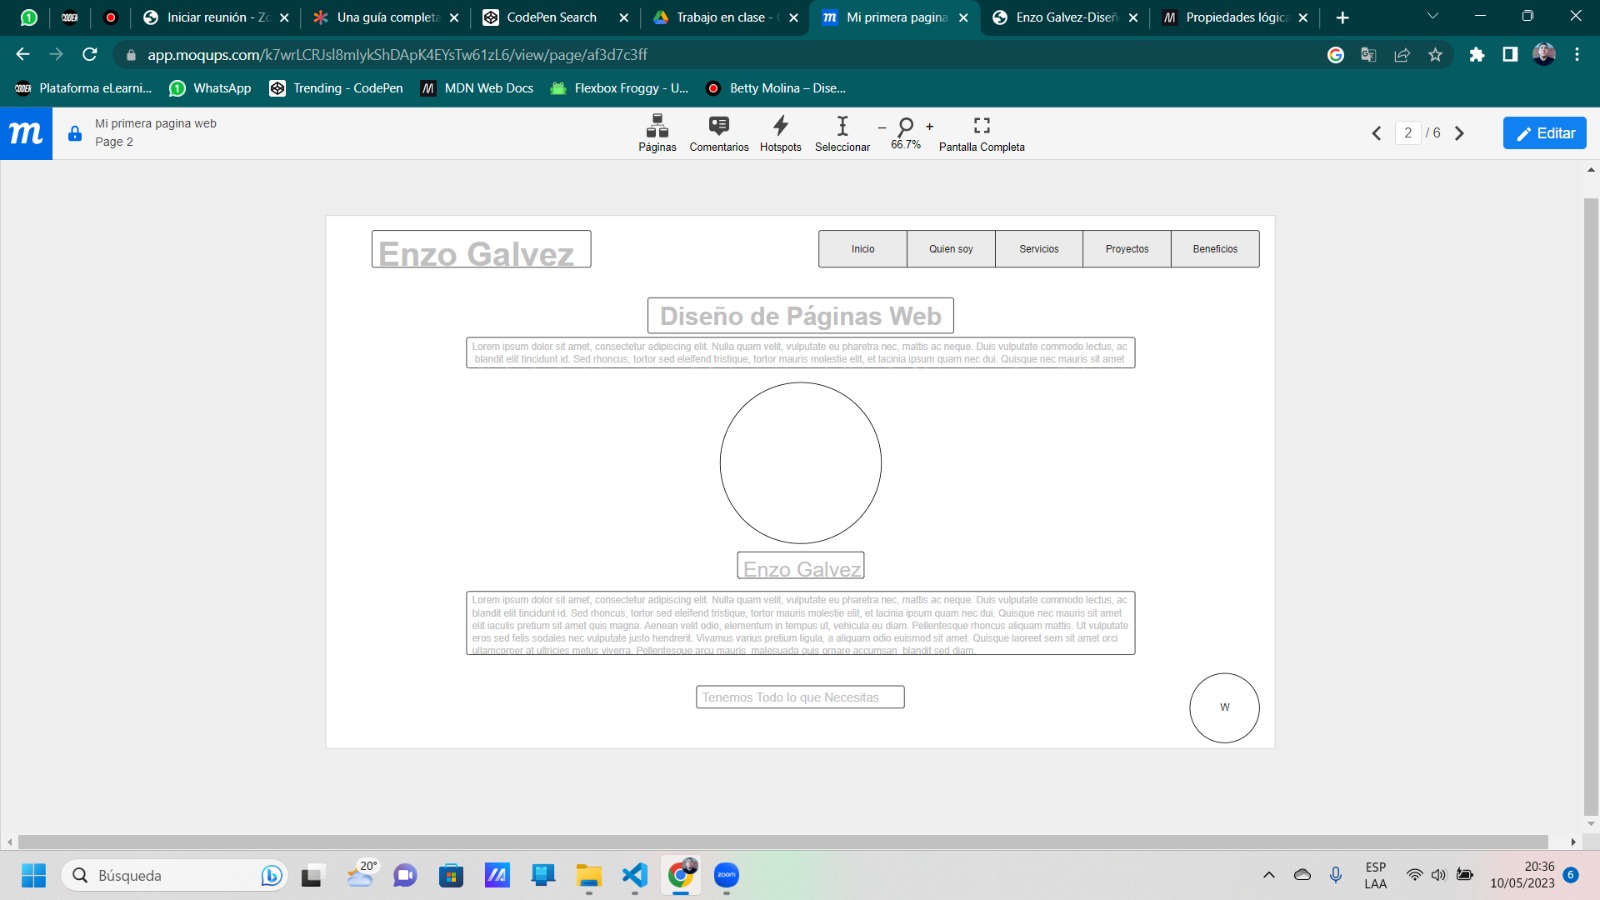 Iniciar reunión - Zo
Una guía completa
CodePen Search
Trabajo en clase -
Mi primera pagina
Enzo Galvez-Diseñ
Propiedades lógic
app.moqups.com/k7wrLCRJsl8mIykShDApK4EYsTw61zL6/view/page/af3d7c3ff
CODER
Plataforma eLearni...
WhatsApp
Trending - CodePen
MDN Web Docs
Flexbox Froggy - U...
Betty Molina – Dise...
m
Mi primera pagina web
Page 2
Páginas
Comentarios
Hotspots
Seleccionar
66.7%
Pantalla Completa
2 / 6
Editar
Enzo Galvez
Inicio
Quien soy
Servicios
Proyectos
Beneficios
Diseño de Páginas Web
Lorem ipsum dolor sit amet, consectetur adipiscing elit. Nulla quam velit, vulputate eu pharetra nec, mattis ac neque. Duis vulputate commodo lectus, ac
blandit elit tincidunt id. Sed rhoncus, tortor sed eleifend tristique, tortor mauris molestie elit, et lacinia ipsum quam nec dui. Quisque nec mauris sit amet
Enzo Galvez
Lorem ipsum dolor sit amet, consectetur adipiscing elit. Nulla quam velit, vulputate eu pharetra nec, mattis ac neque. Duis vulputate commodo lectus, ac
blandit elit tincidunt id. Sed rhoncus, tortor sed eleifend tristique, tortor mauris molestie elit, et lacinia ipsum quam nec dui. Quisque nec mauris sit amet
elit iaculis pretium sit amet quis magna. Aenean velit odio, elementum in tempus ut, vehicula eu diam. Pellentesque rhoncus aliquam mattis. Ut vulputate
eros sed felis sodales nec vulputate justo hendrerit. Vivamus varius pretium ligula, a aliquam odio euismod sit amet. Quisque laoreet sem sit amet orci
ullamcorper at ultricies metus viverra. Pellentesque arcu mauris, malesuada quis ornare accumsan, blandit sed diam.
Tenemos Todo lo que Necesitas
W
Búsqueda
20°
zoom
ESP
LAA
20:36
10/05/2023
6